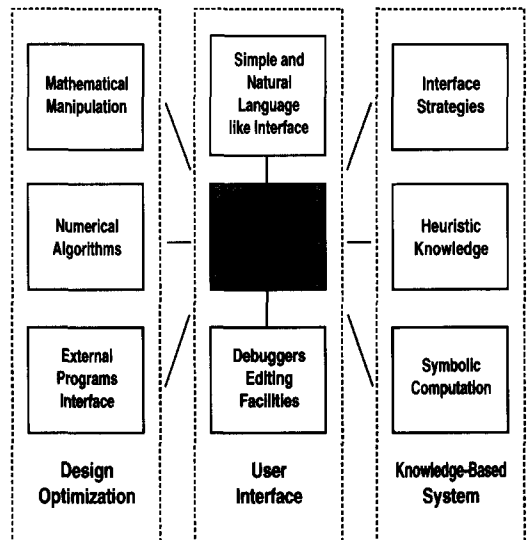 Mathematical
Manipulation
Numerical
Algorithms
External
Programs
Interface
Design
Optimization
Simple and
Natural
Language
like Interface
Debuggers
Editing
Facilities
User
Interface
Interface
Strategies
Heuristic
Knowledge
Symbolic
Computation
Knowledge-Based
System